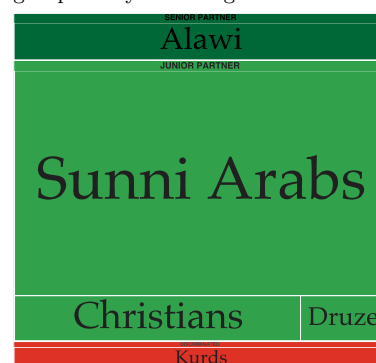 SENIOR PARTNER
Alawi
JUNIOR PARTNER
Sunni Arabs
Christians
Druze
Kurds